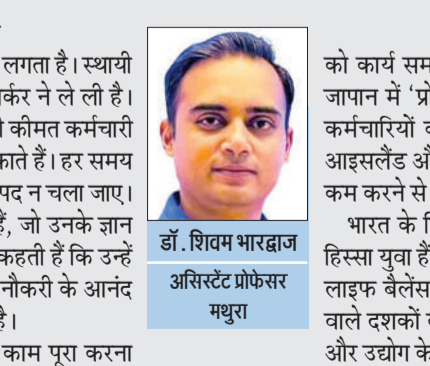 लगता है। स्थायी
र्कर ने ले ली है।
कीमत कर्मचारी
काते हैं। हर समय
पद न चला जाए।
हैं, जो उनके ज्ञान
कहती हैं कि उन्हें
नौकरी के आनंद
है।
काम पूरा करना
डॉ. शिवम भारद्वाज
असिस्टेंट प्रोफेसर
मथुरा
को कार्य सम
जापान में ‘प्रो
कर्मचारियों व
आइसलैंड औ
कम करने से
भारत के ि
हिस्सा युवा हैं
लाइफ बैलेंस
वाले दशकों व
और उद्योग के